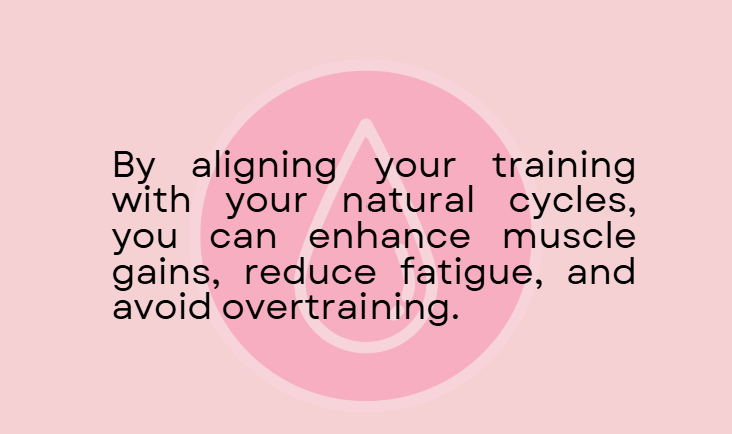 By aligning your training
with your natural cycles,
you can enhance muscle
gains, reduce fatigue, and
avoid overtraining.